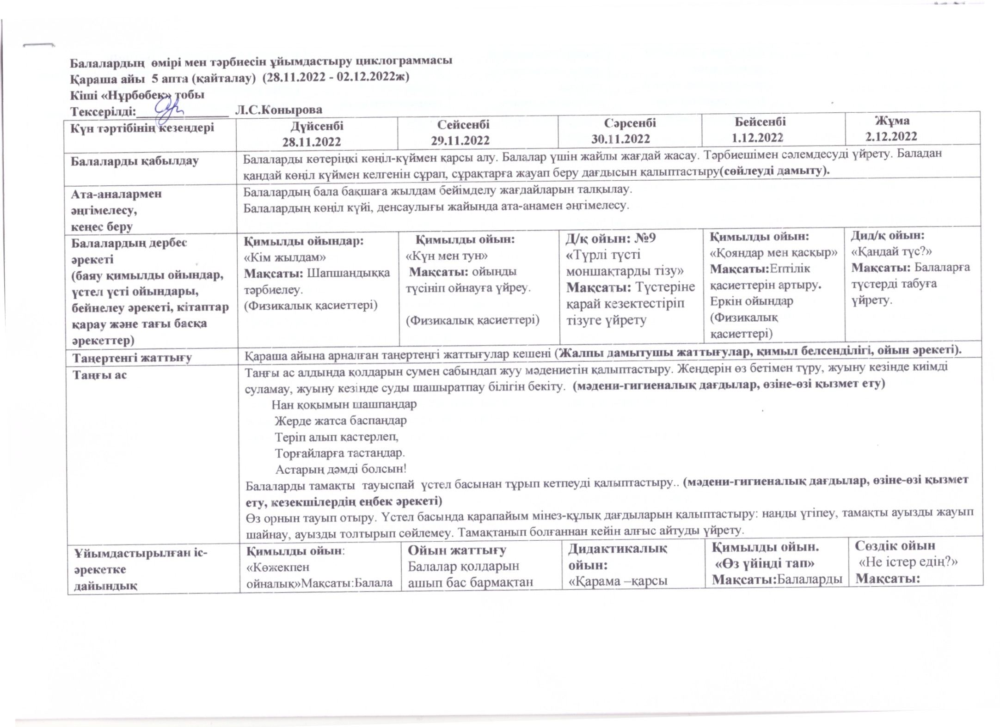 Балалардың өмірі мен тәрбиесін ұйымдастыру циклограммасы
Қараша айы 5 апта (қайталау) (28.11.2022 - 02.12.2022ж)
Кіші «Нұрбөбек» тобы
Тексерілді:______________ Л.С.Конырова
Күн тәртібінің кезеңдері
Дүйсенбі
28.11.2022
Сейсенбі
29.11.2022
Сәрсенбі
30.11.2022
Бейсенбі
1.12.2022
Жұма
2.12.2022
Балаларды қабылдау
Балаларды көтеріңкі көңіл-күймен қарсы алу. Балалар үшін жайлы жағдай жасау. Тәрбиешімен сәлемдесуді үйрету. Баладан
қандай көңіл күймен келгенін сұрап, сұрақтарға жауап беру дағдысын қалыптастыру(сөйлеуді дамыту).
Ата-аналармен
әңгімелесу,
кеңес беру
Балалардың бала бақшаға жылдам бейімделу жағдайларын талқылау.
Балалардың көңіл күйі, денсаулығы жайында ата-анамен әңгімелесу.
Балалардың дербес
әрекеті
(баяу қимылды ойындар,
үстел үсті ойындары,
бейнелеу әрекеті, кітаптар
қарау және тағы басқа
әрекеттер)
Қимылды ойындар:
«Кім жылдам»
Мақсаты: Шапшаңдыққа
тәрбиелеу.
(Физикалық қасиеттері)
Қимылды ойын:
«Күн мен тун»
Мақсаты: ойынды
түсініп ойнауға үйреу.
(Физикалық қасиеттері)
Д/қ ойын: №9
«Түрлі түсті
моншақтарды тізу»
Мақсаты: Түстеріне
қарай кезектестіріп
тізуге үйрету
Қимылды ойын:
«Қояндар мен қасқыр»
Мақсаты:Ептілік
қасиеттерін артыру.
Еркін ойындар
(Физикалық
қасиеттері)
Дид/қ ойын:
«Қандай түс?»
Мақсаты: Балаларға
түстерді табуға
үйрету.
Таңертенгі жаттығу
Қараша айына арналған таңертеңгі жаттығулар кешені (Жалпы дамытушы жаттығулар, қимыл белсенділігі, ойын әрекеті).
Таңғы ас
Таңғы ас алдында қолдарын сумен сабындап жуу мәдениетін қалыптастыру. Жеңдерін өз бетімен түру, жуыну кезінде киімді
суламау, жуыну кезінде суды шашыратпау білігін бекіту. (мәдени-гигиеналық дағдылар, өзіне-өзі қызмет ету)
Нан қоқымын шашпаңдар
Жерде жатса баспаңдар
Теріп алып қастерлеп,
Торғайларға тастаңдар.
Астарың дәмді болсын!
Балаларды тамақты тауыспай үстел басынан тұрып кетпеуді қалыптастыру.. (мәдени-гигиеналық дағдылар, өзіне-өзі қызмет
ету, кезекшілердің еңбек әрекеті)
Өз орнын тауып отыру. Үстел басында қарапайым мінез-құлық дағдыларын қалыптастыру: нанды үгіпеу, тамақты ауызды жауып
шайнау, ауызды толтырып сөйлемеу. Тамақтанып болғаннан кейін алғыс айтуды үйрету.
Ұйымдастырылған іс-
әрекетке
дайындық
Қимылды ойын:
«Көжекпен
ойналық»Мақсаты:Балала
Ойын жаттығу
Балалар қолдарын
ашып бас бармақтан
Дидактикалық
ойын:
«Қарама –қарсы
Қимылды ойын.
«Өз үйіңді тап»
Мақсаты:Балаларды
Сөздік ойын
«Не істер едің?»
Мақсаты: